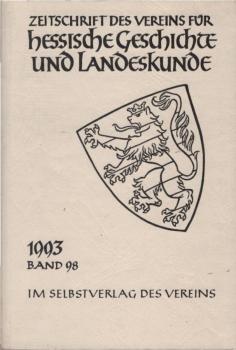 ZEITSCHRIFT DES VEREINS FÜR
hessische Geschichte
und Landeskunde
1993
BAND 98
IM SELBSTVERLAG DES VEREINS